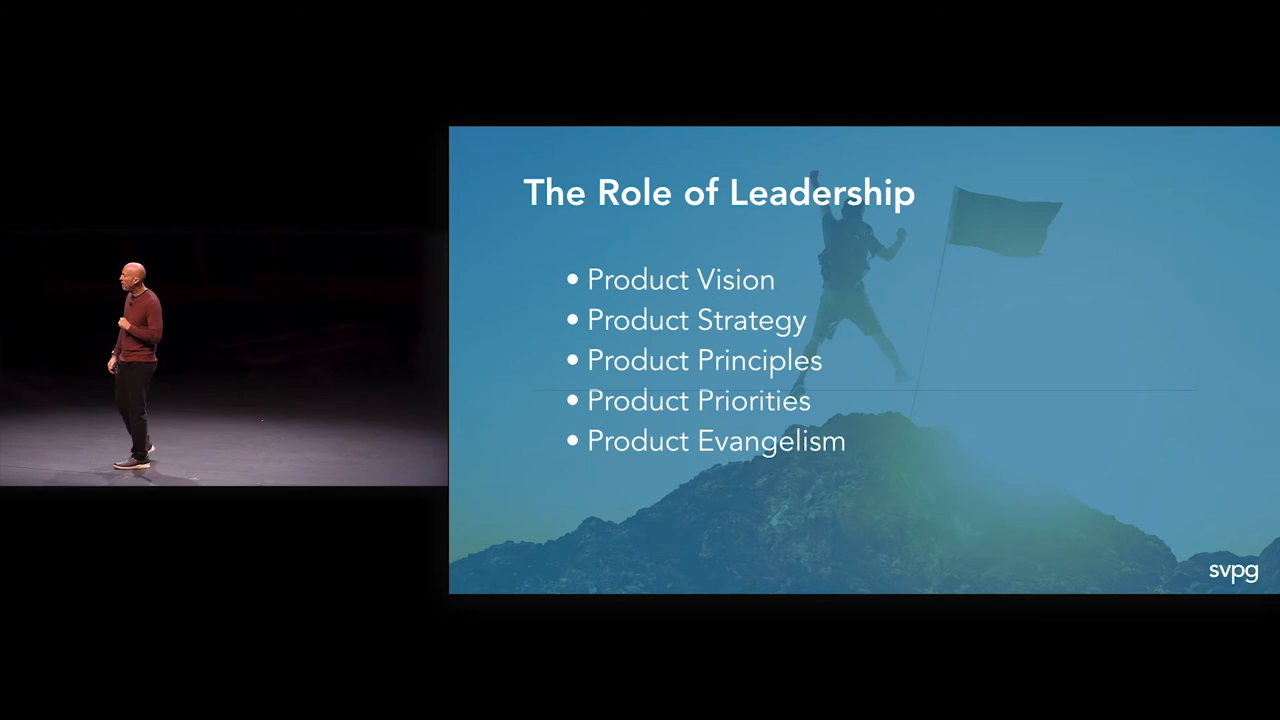 The Role of Leadership
• Product Vision
• Product Strategy
• Product Principles
• Product Priorities
• Product Evangelism
svpg